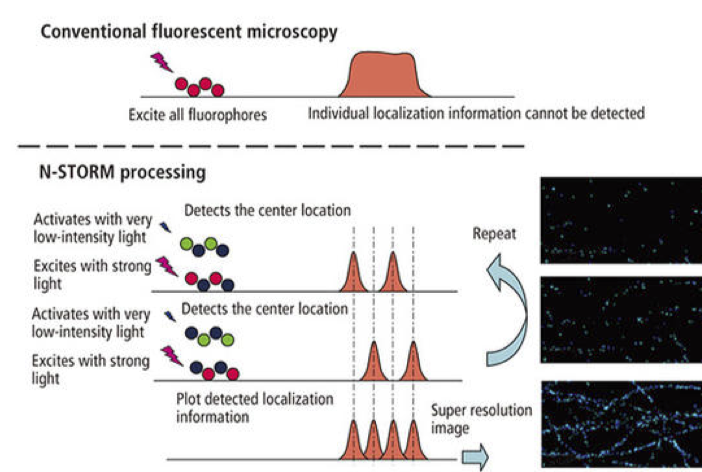 Conventional fluorescent microscopy
Excite all fluorophores
Individual localization information cannot be detected
N-STORM processing
Detects the center location
Activates with very
low-intensity light
Repeat
Excites with strong
light
Detects the center location
Activates with very
low-intensity light
Excites with strong
light
Plot detected localization
information
Super resolution
image